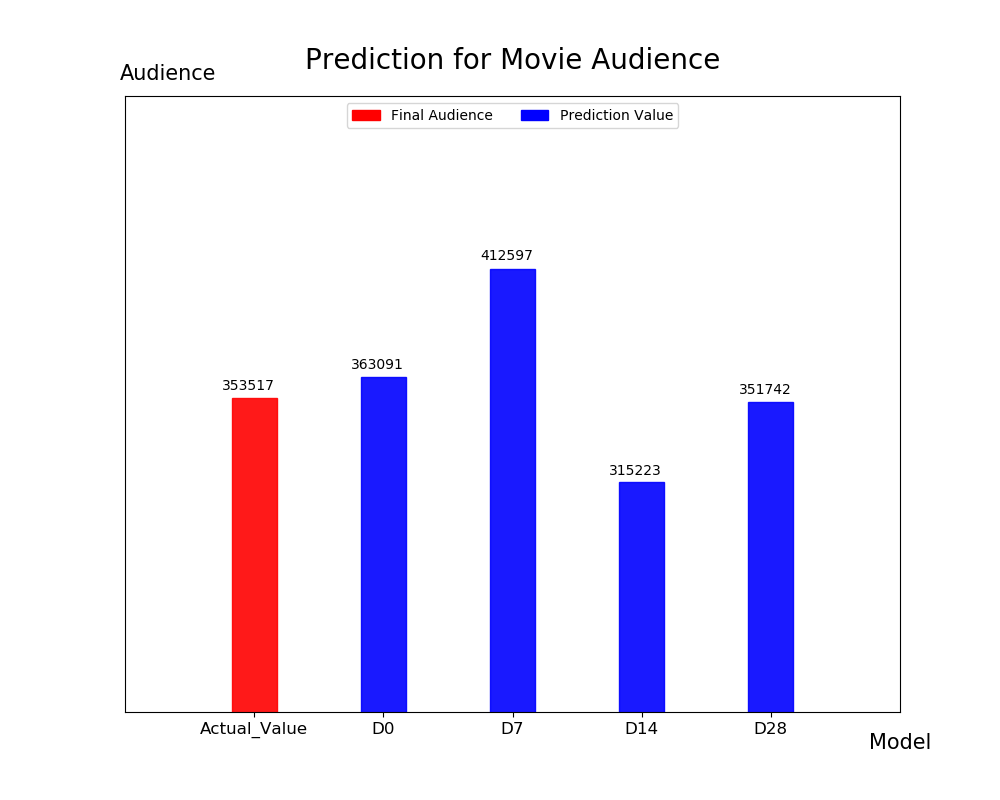 Prediction for Movie Audience
Audience
Final Audience
Prediction Value
412597
363091
353517
351742
315223
Actual_Value
D0
D7
D14
D28
Model